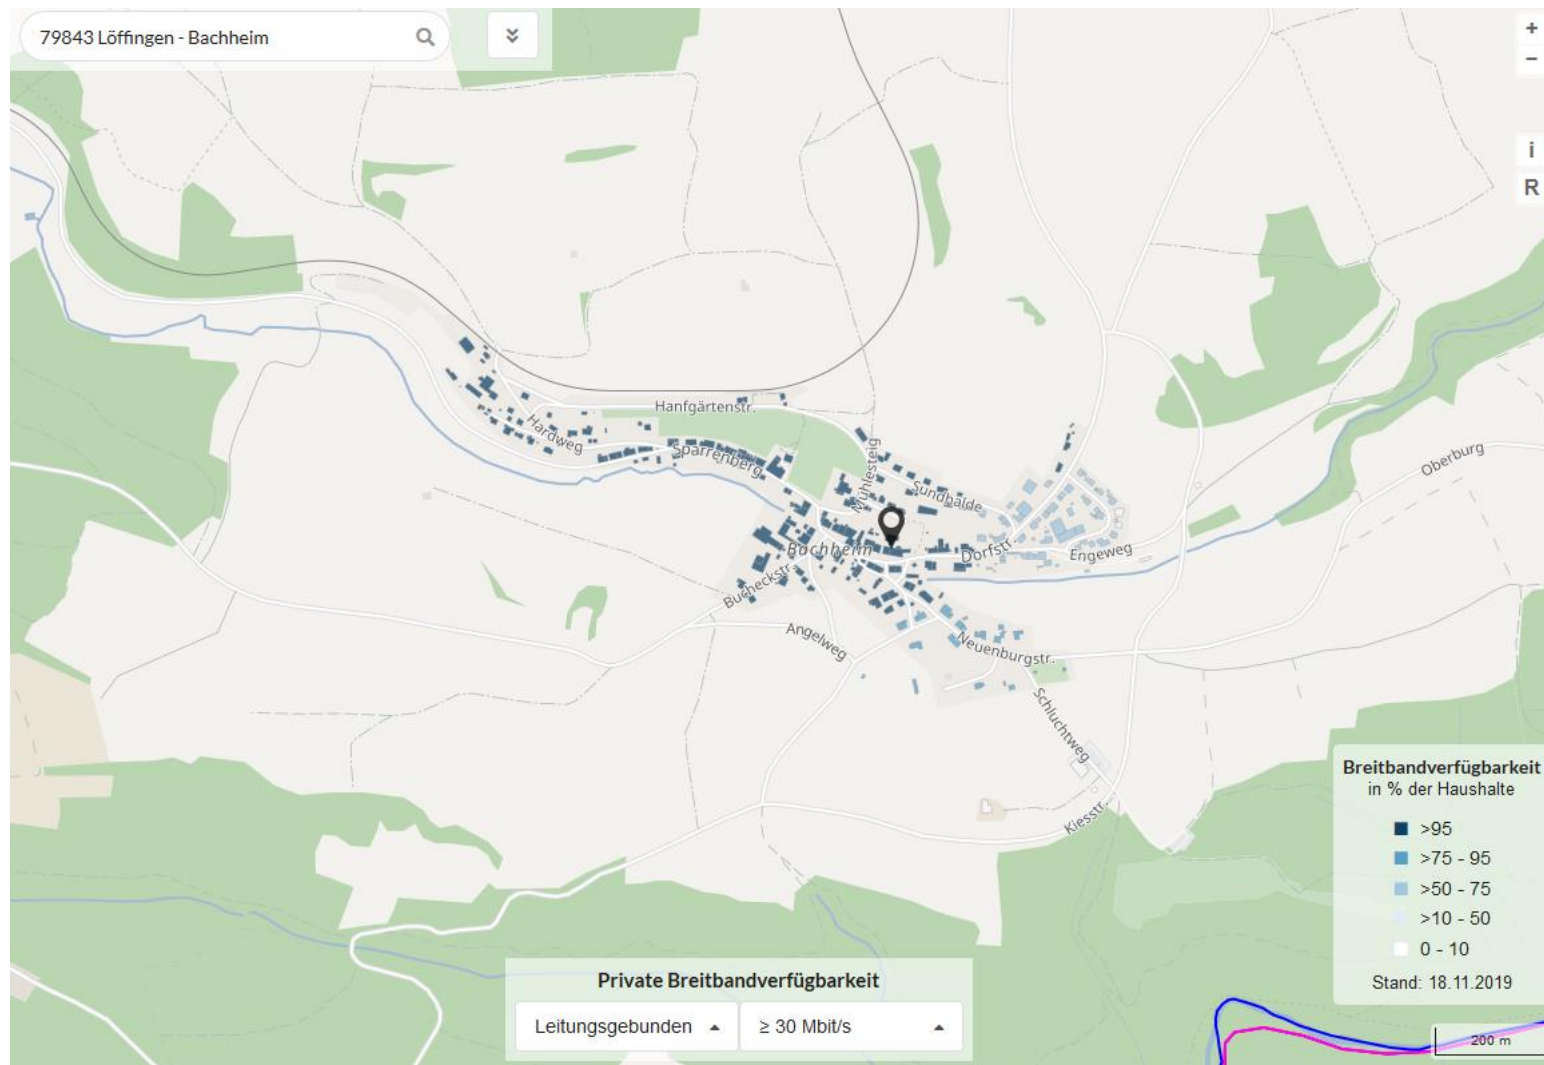 79843 Löffingen - Bachheim
+
−
i
R
Hanfgärtenstr.
Hardweg
Sparrenberg
Mühlesteig
Sundhalde
Oberburg
Bachheim
Dorfstr.
Engeweg
Bucheckstr.
Angelweg
Neuenburgstr.
Schluchtweg
Kiesstr.
Breitbandverfügbarkeit
in % der Haushalte
>95
>75 - 95
>50 - 75
>10 - 50
0 - 10
Stand: 18.11.2019
Private Breitbandverfügbarkeit
Leitungsgebunden
≥ 30 Mbit/s
200 m